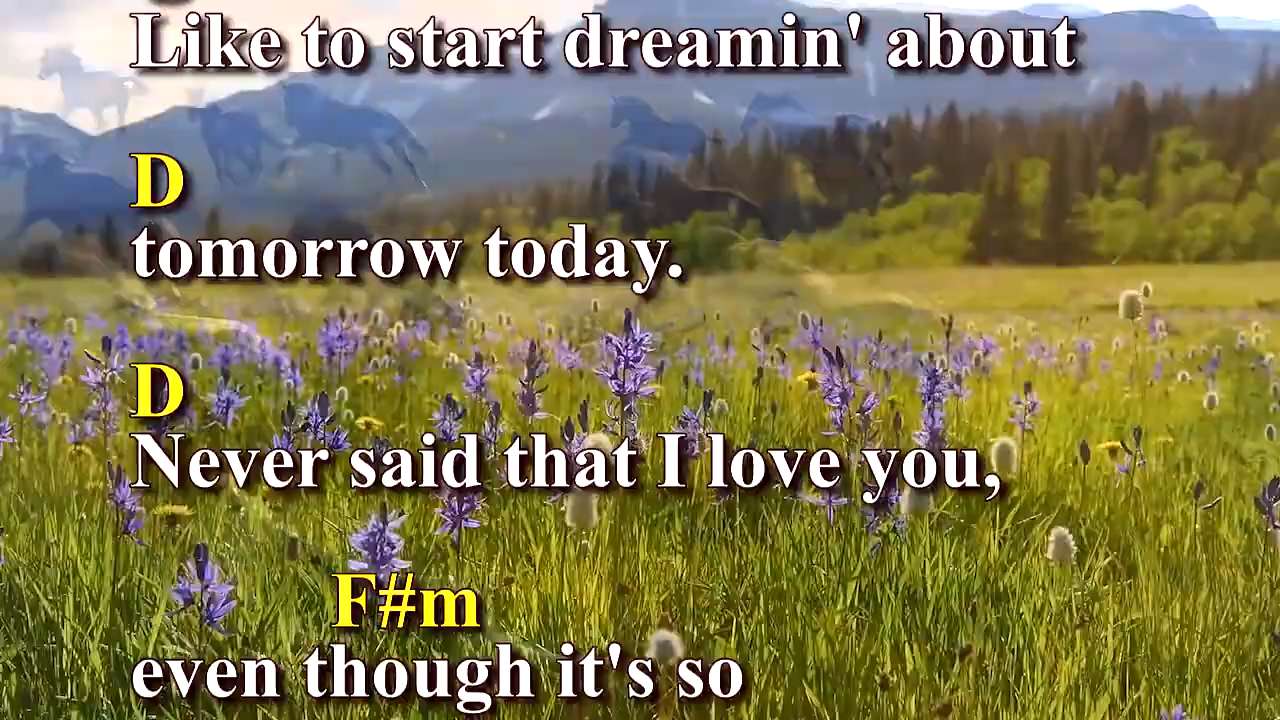 Like to start dreamin' about
D
tomorrow today.
D
Never said that I love you,
F#m
even though it's so